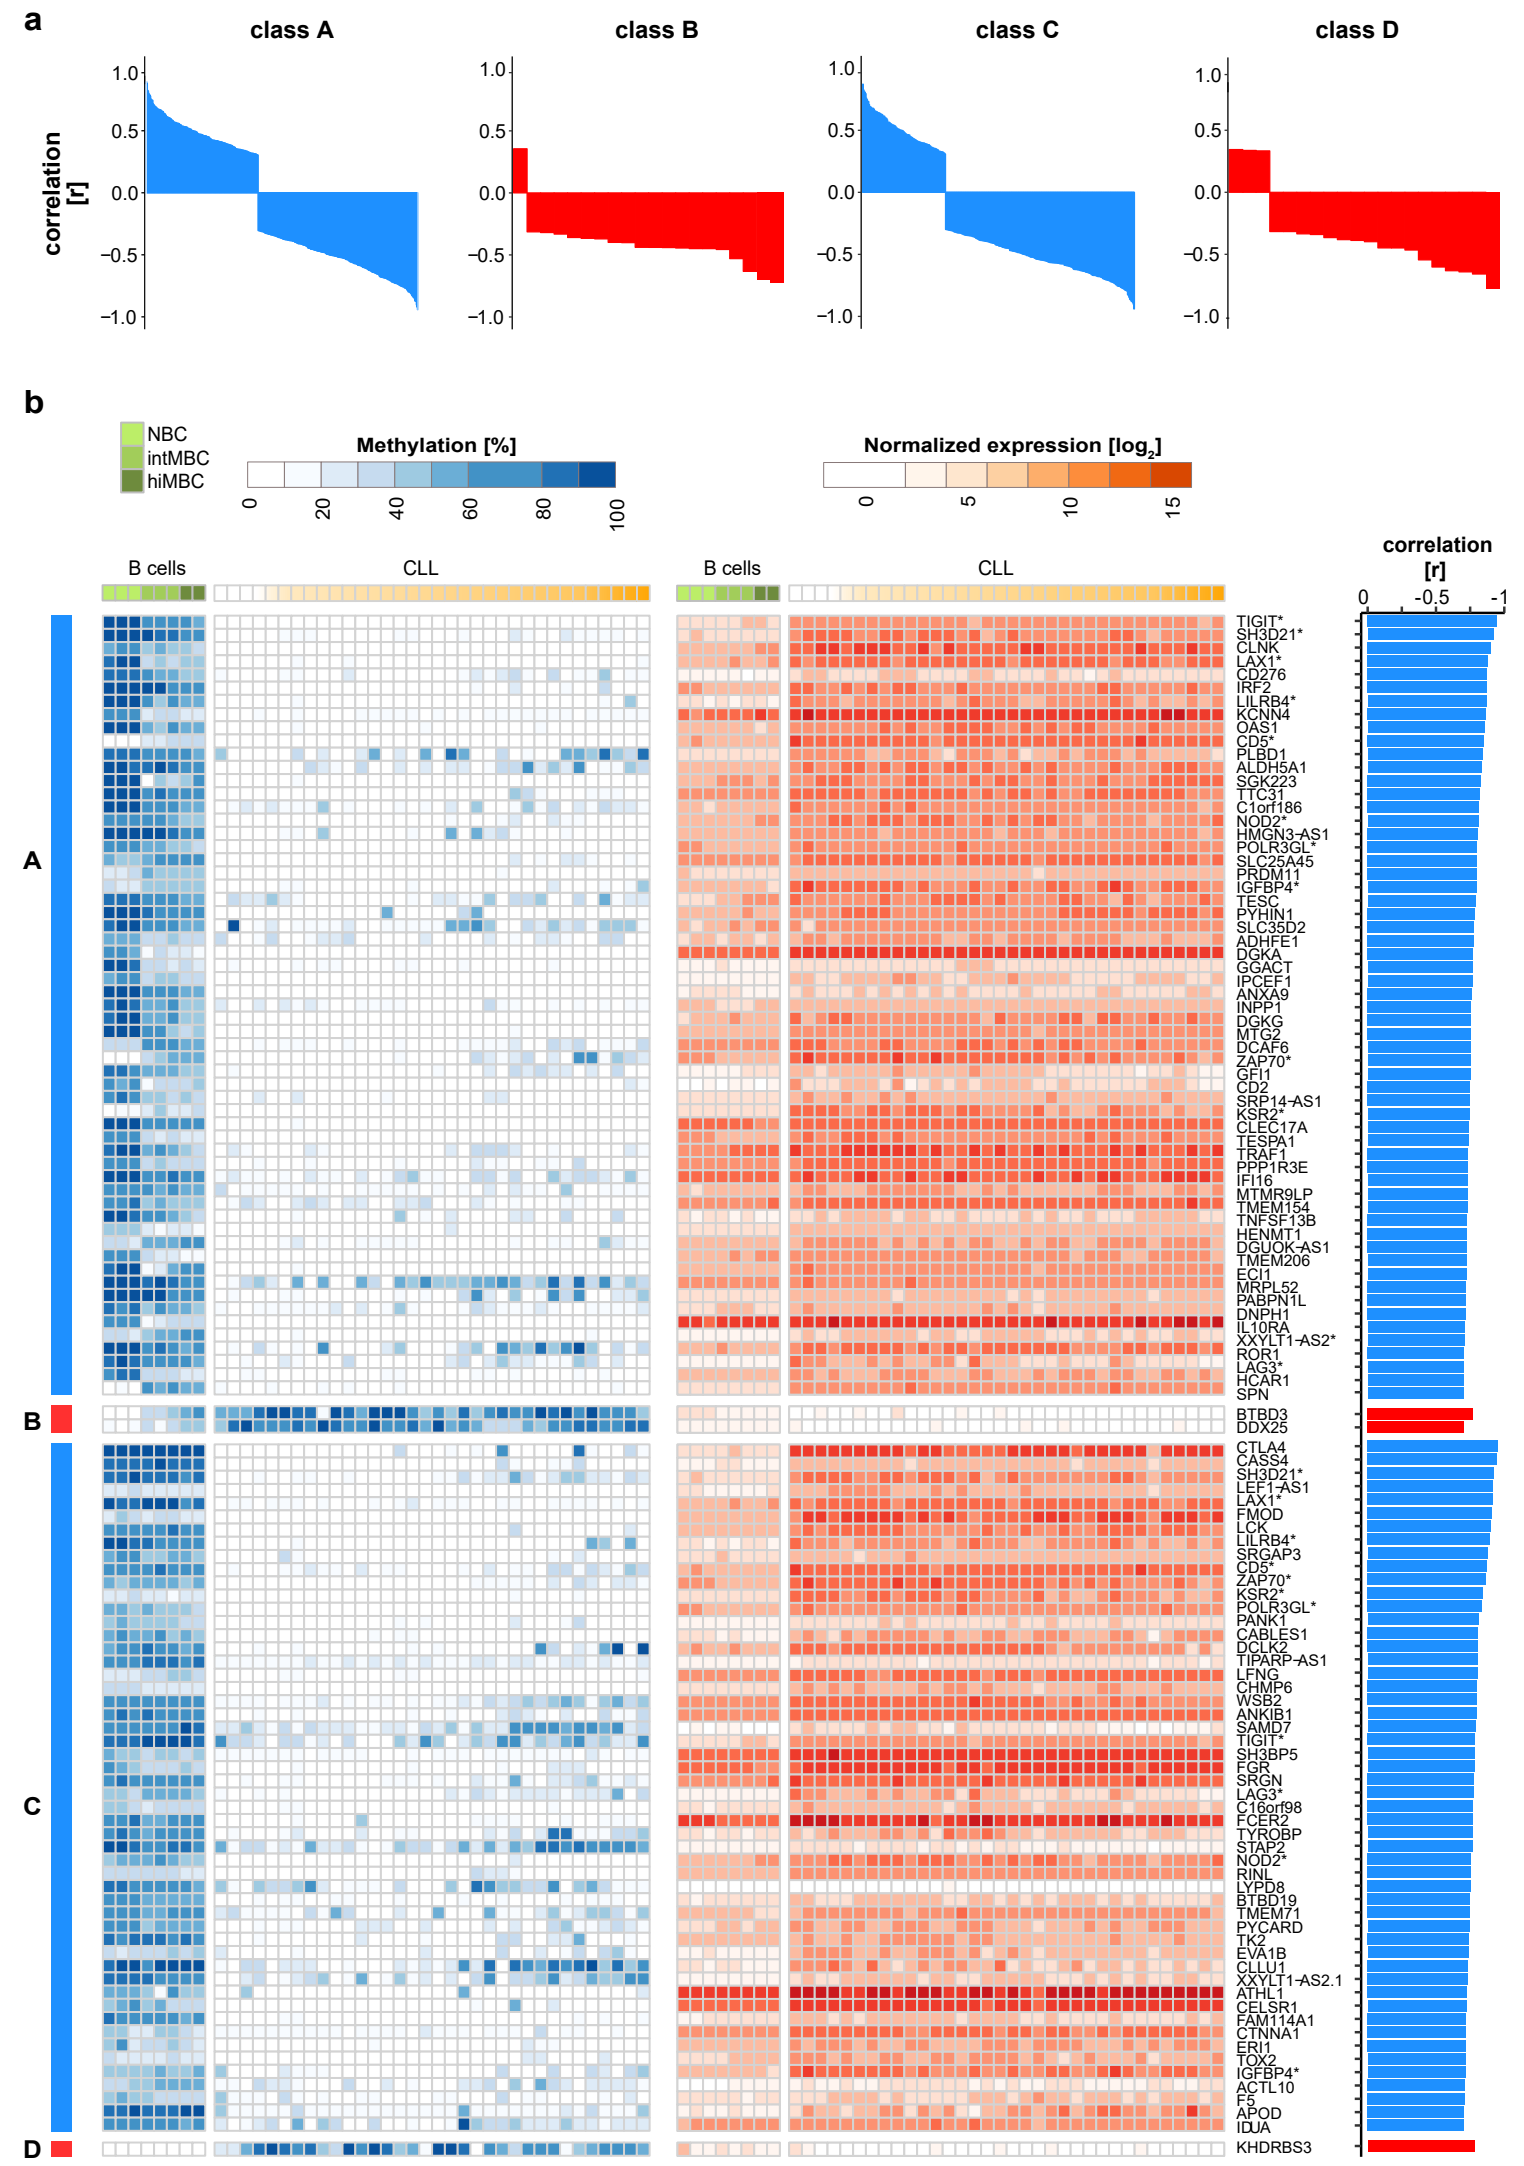 a
class A
class B
class C
class D
correlation
[r]
1.0
0.5
0.0
−0.5
−1.0
1.0
0.5
0.0
−0.5
−1.0
1.0
0.5
0.0
−0.5
−1.0
1.0
0.5
0.0
−0.5
−1.0
b
NBC
intMBC
hiMBC
Methylation [%]
0 20 40 60 80 100
Normalized expression [log2]
0 5 10 15
B cells
CLL
B cells
CLL
correlation
[r]
0 -0.5 -1
A
TIGIT*
SH3D21*
CLNK
LAX1*
CD276
IRF2
LILRB4*
KCNN4
OAS1
CD5*
PLBD1
ALDH5A1
SGK223
TTC31
C1orf186
NOD2*
HMGN3-AS1
POLR3GL*
SLC25A45
PRDM11
IGFBP4*
TESC
PYHIN1
SLC35D2
ADHFE1
DGKA
GGACT
IPCEF1
ANXA9
INPP1
DGKG
MTG2
DCAF6
ZAP70*
GFI1
CD2
SRP14-AS1
KSR2*
CLEC17A
TESPA1
TRAF1
PPP1R3E
IFI16
MTMR9LP
TMEM154
TNFSF13B
HENMT1
DGUOK-AS1
TMEM206
ECI1
MRPL52
PABPN1L
DNPH1
IL10RA
XXYLT1-AS2*
ROR1
LAG3*
HCAR1
SPN
B
BTBD3
DDX25
C
CTLA4
CASS4
SH3D21*
LEF1-AS1
LAX1*
FMOD
LCK
LILRB4*
SRGAP3
CD5*
ZAP70*
KSR2*
POLR3GL*
PANK1
CABLES1
DCLK2
TIPARP-AS1
LFNG
CHMP6
WSB2
ANKIB1
SAMD7
TIGIT*
SH3BP5
FGR
SRGN
LAG3*
C16orf98
FCER2
TYROBP
STAP2
NOD2*
RINL
LYPD8
BTBD19
TMEM71
PYCARD
TK2
EVA1B
CLLU1
XXYLT1-AS2.1
ATHL1
CELSR1
FAM114A1
CTNNA1
ERI1
TOX2
IGFBP4*
ACTL10
F5
APOD
IDUA
D
KHDRBS3